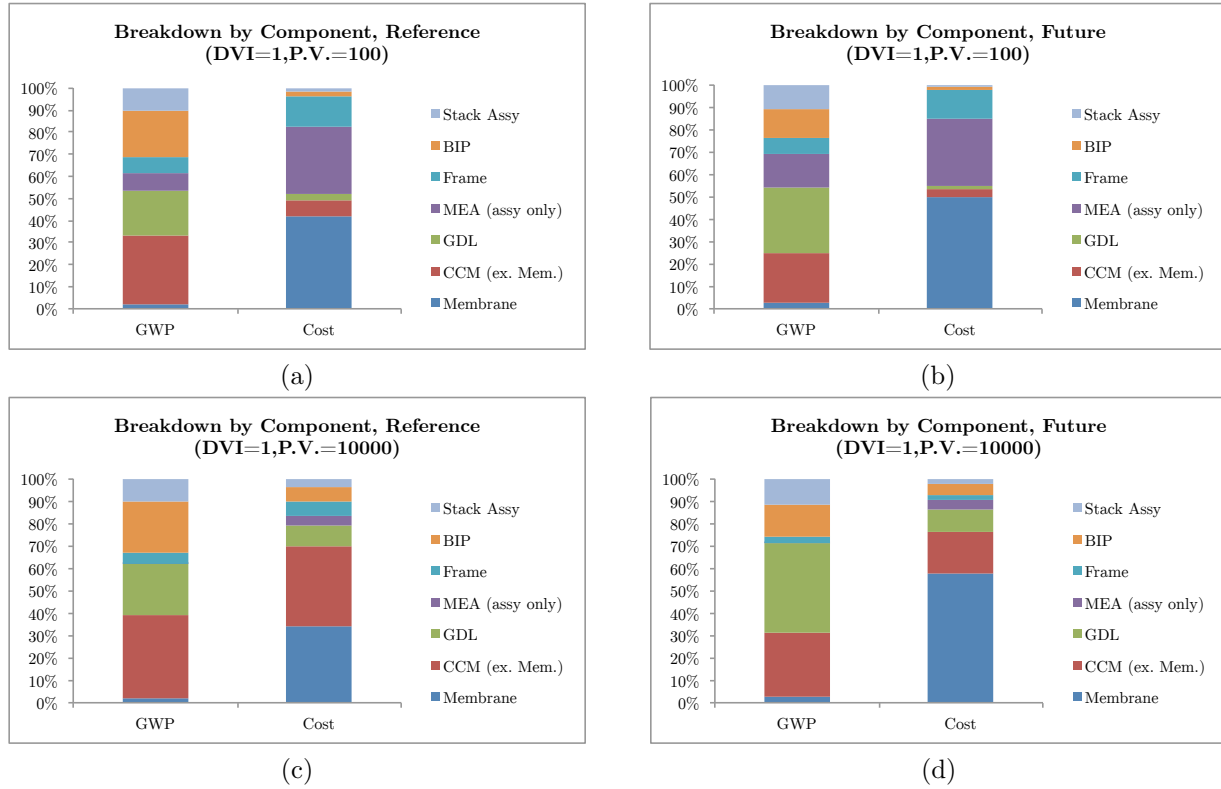 Breakdown by Component, Reference
(DVI=1,P.V.=100)
100%
90%
80%
70%
60%
50%
40%
30%
20%
10%
0%
GWP
Cost
Stack Assy
BIP
Frame
MEA (assy only)
GDL
CCM (ex. Mem.)
Membrane
(a)
Breakdown by Component, Future
(DVI=1,P.V.=100)
100%
90%
80%
70%
60%
50%
40%
30%
20%
10%
0%
GWP
Cost
Stack Assy
BIP
Frame
MEA (assy only)
GDL
CCM (ex. Mem.)
Membrane
(b)
Breakdown by Component, Reference
(DVI=1,P.V.=10000)
100%
90%
80%
70%
60%
50%
40%
30%
20%
10%
0%
GWP
Cost
Stack Assy
BIP
Frame
MEA (assy only)
GDL
CCM (ex. Mem.)
Membrane
(c)
Breakdown by Component, Future
(DVI=1,P.V.=10000)
100%
90%
80%
70%
60%
50%
40%
30%
20%
10%
0%
GWP
Cost
Stack Assy
BIP
Frame
MEA (assy only)
GDL
CCM (ex. Mem.)
Membrane
(d)